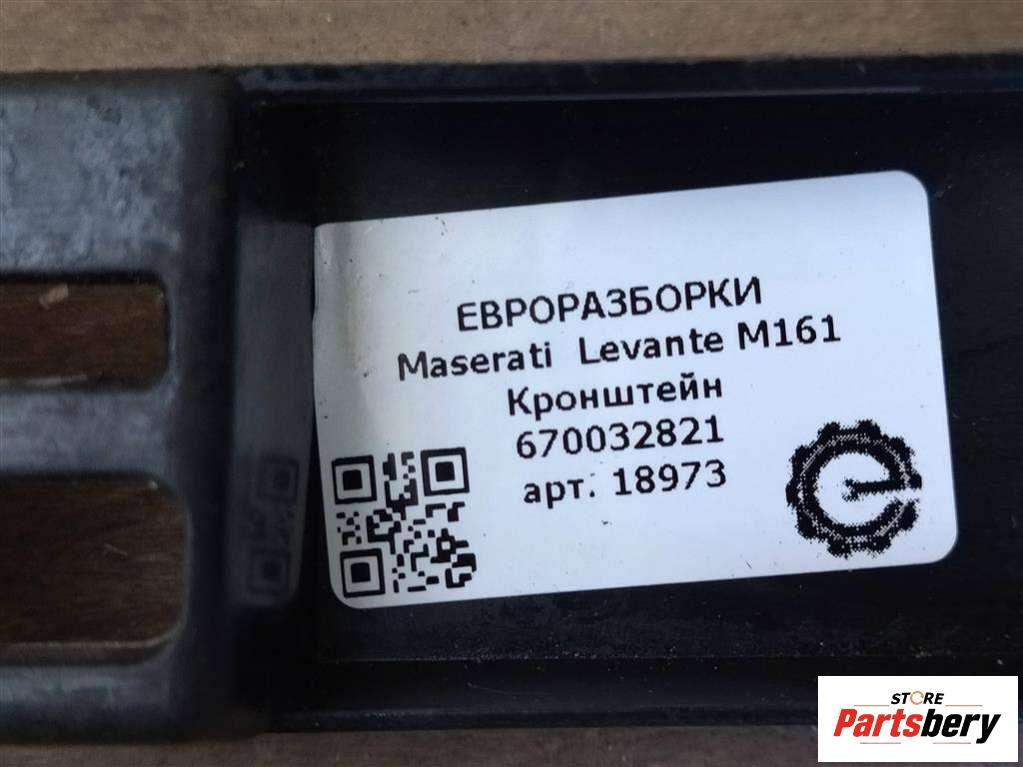 ЕВРОРАЗБОРКИ
Maserati Levante M161
Кронштейн
670032821
арт. 18973
STORE
Partsbery